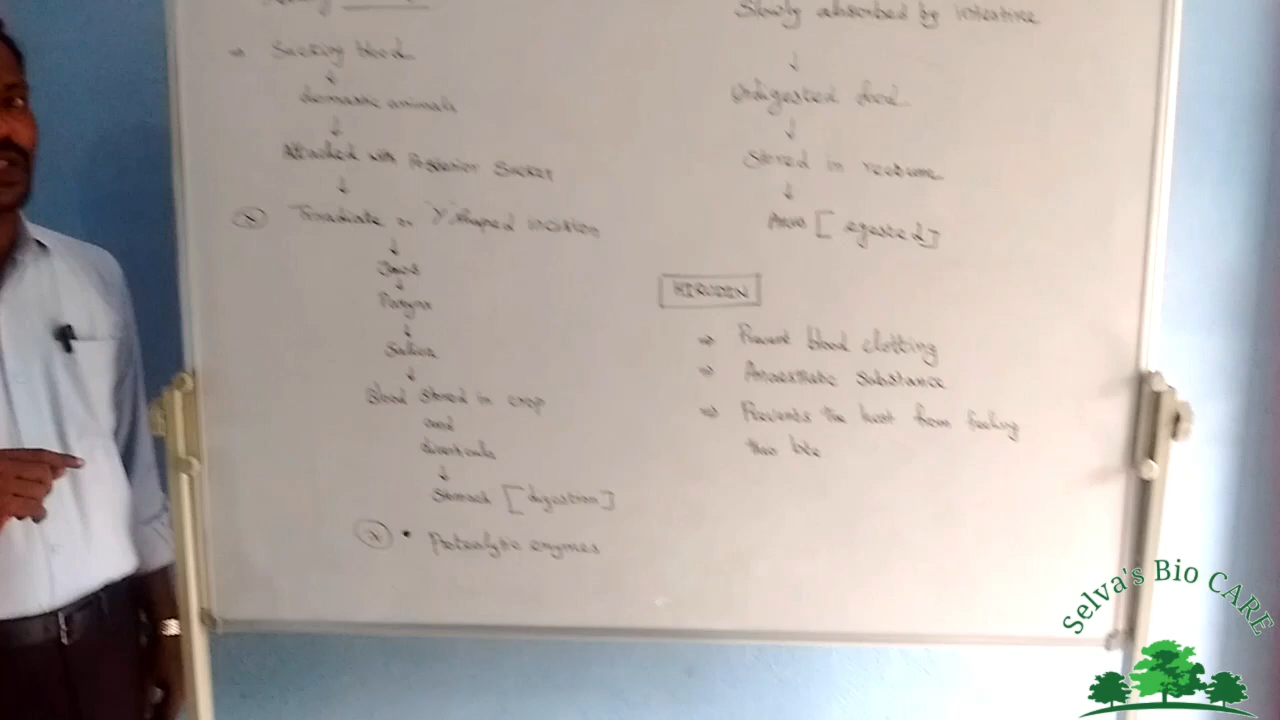 ⇒ Sucking blood
↓
domestic animals
↓
Attached with Posterior Sucker
↓
Triradiate or "Y" shaped incision
↓
Jaws
↓
↓
Saliva
↓
Blood Stored in crop
and
diverticula
↓
Stomach [digestion]
• Proteolytic enzymes
Slowly absorbed by intestine
↓
Undigested food
↓
Stored in rectum
↓
Anus [egested]
HIRUDIN
⇒ Prevent blood clotting
⇒ Anaesthetic Substance
⇒ Prevents the host from feeling
the bite
Selva's Bio CARE